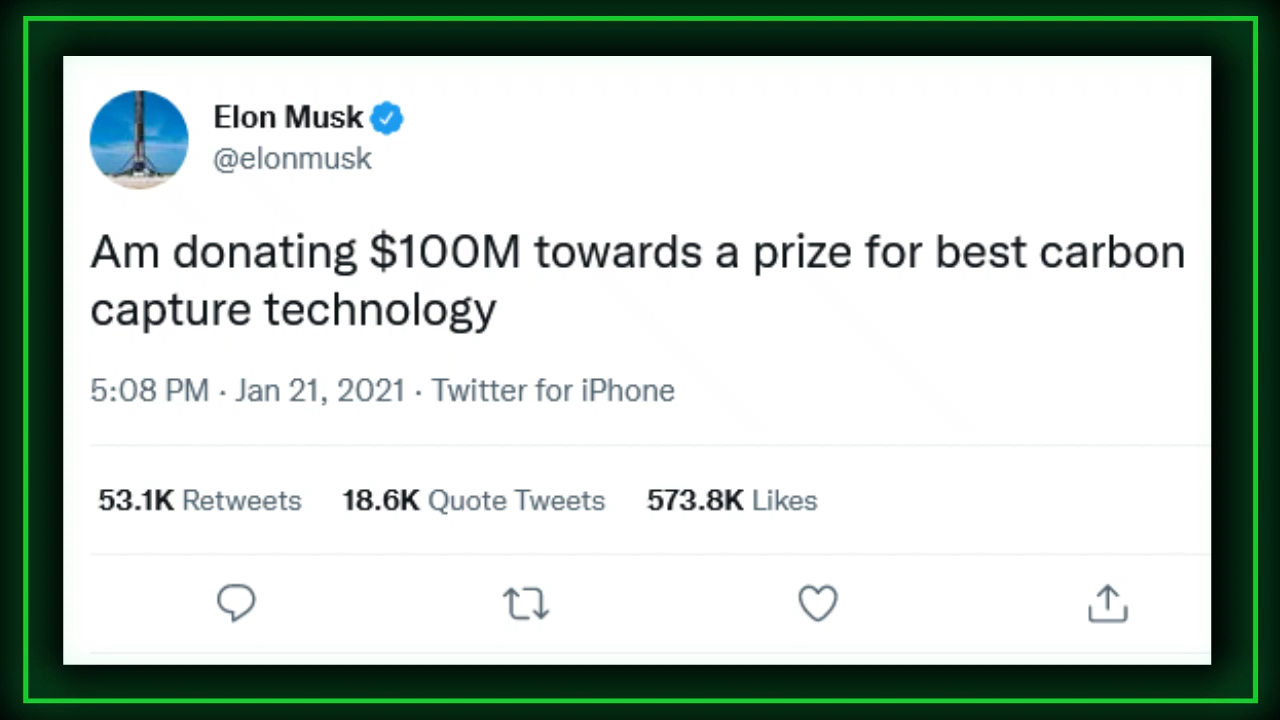 Elon Musk
@elonmusk
Am donating $100M towards a prize for best carbon
capture technology
5:08 PM · Jan 21, 2021 · Twitter for iPhone
53.1K Retweets 18.6K Quote Tweets 573.8K Likes